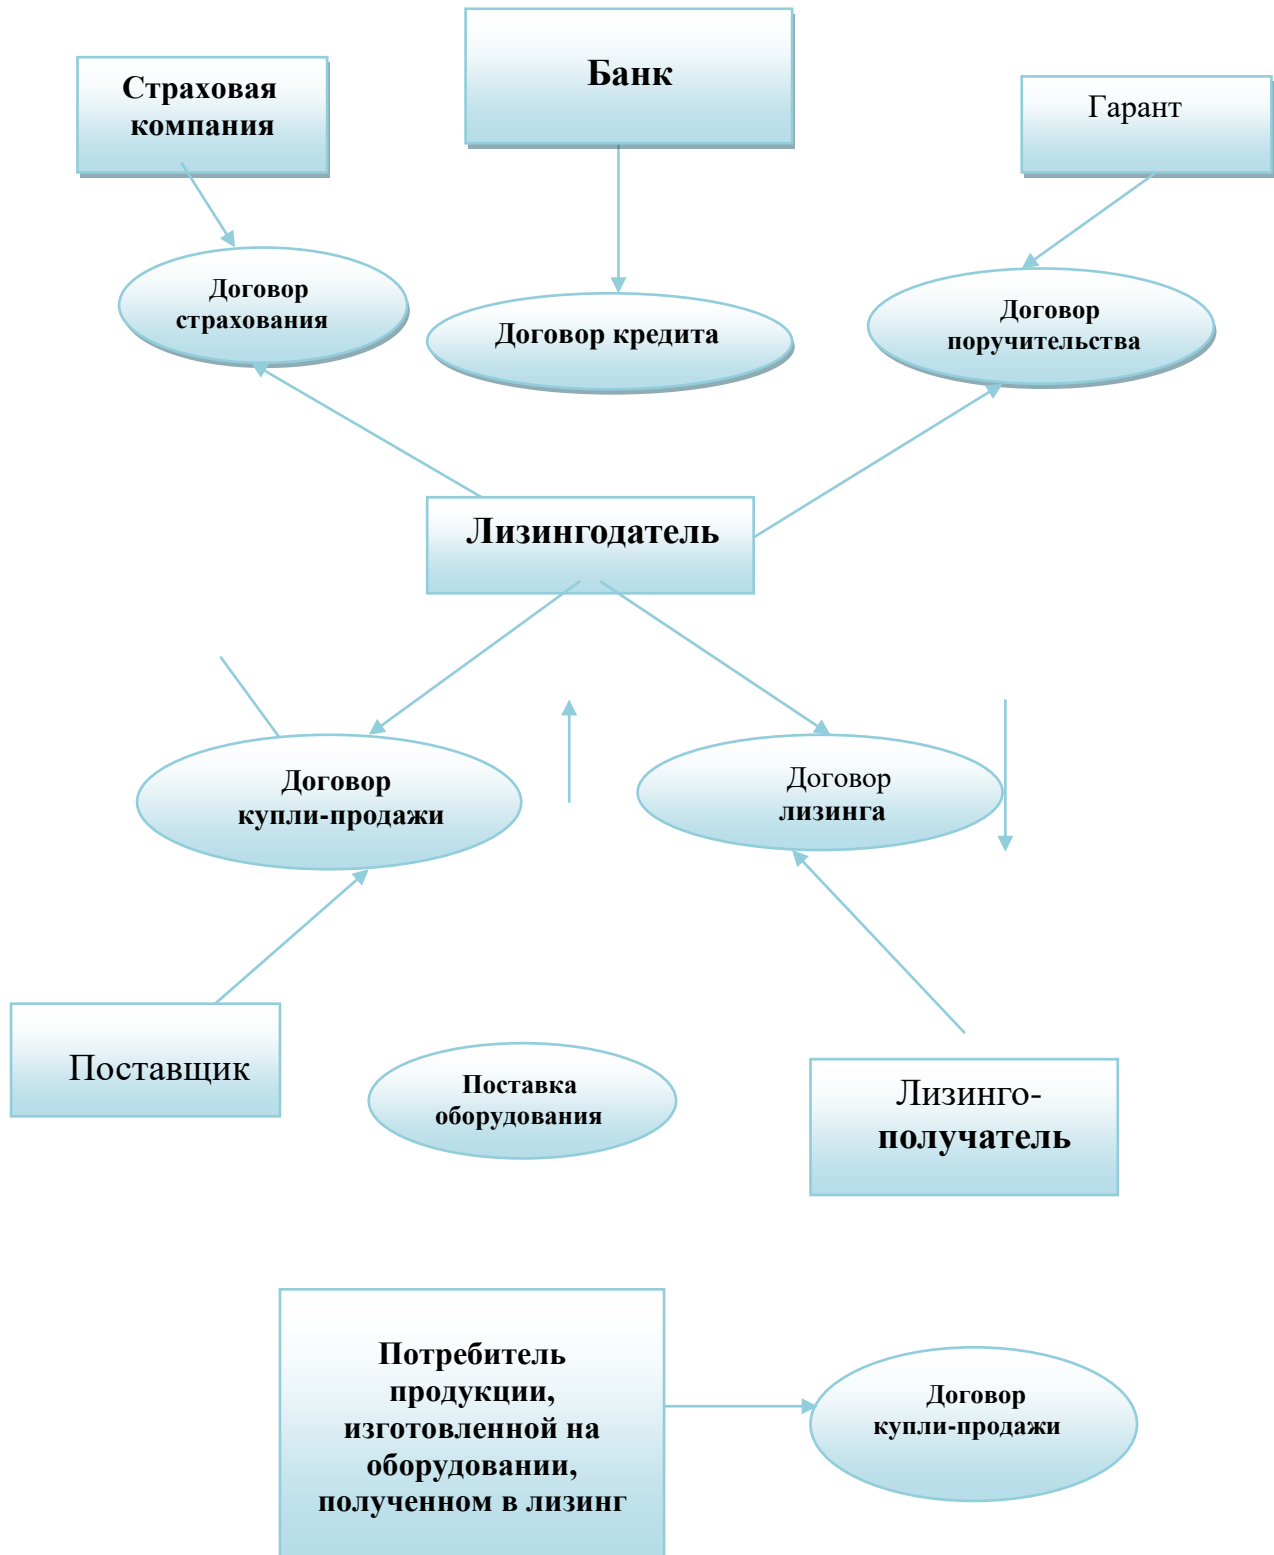 Банк
Страховая
компания
Гарант
Договор
страхования
Договор кредита
Договор
поручительства
Лизингодатель
Договор
купли-продажи
Договор
лизинга
Поставщик
Поставка
оборудования
Лизинго-
получатель
Потребитель
продукции,
изготовленной на
оборудовании,
полученном в лизинг
Договор
купли-продажи